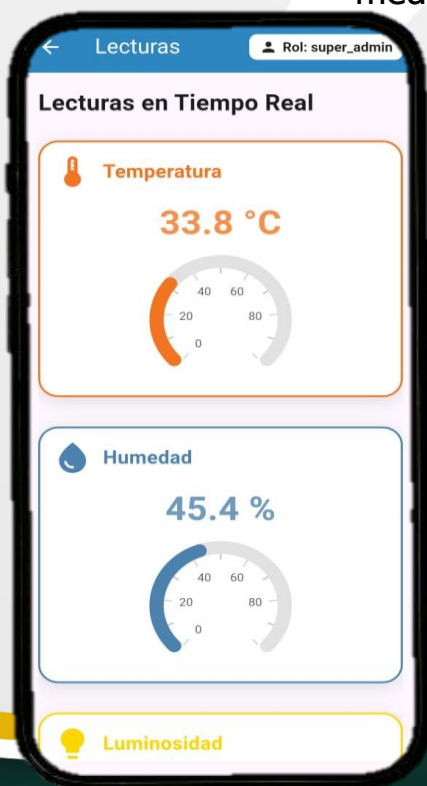 Lecturas
Rol: super_admin
Lecturas en Tiempo Real
Temperatura
33.8 °C
40 60
20 80
0
Humedad
45.4 %
40 60
20 80
0
Luminosidad